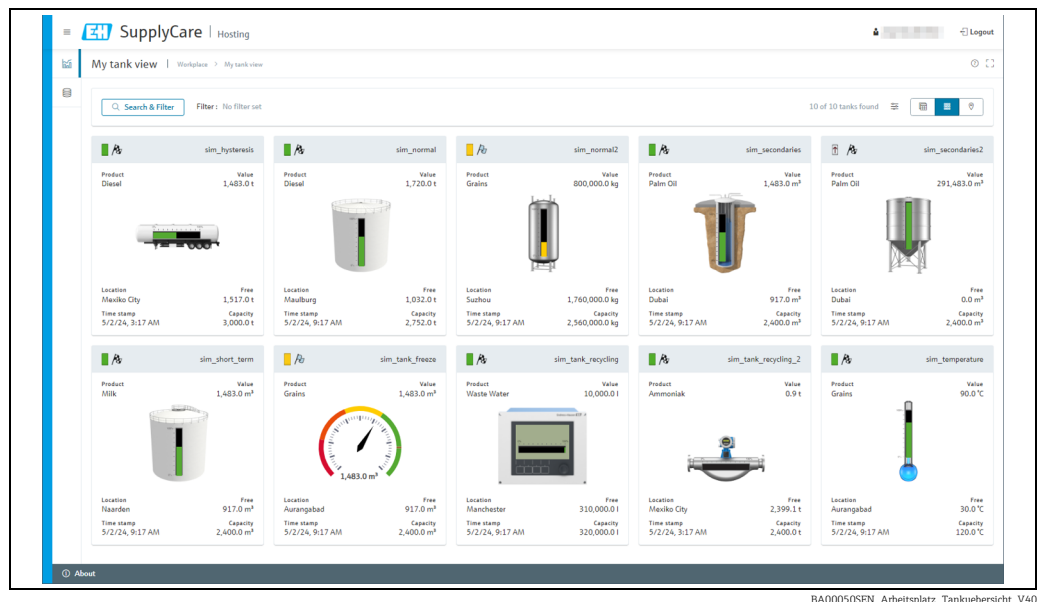 EH SupplyCare | Hosting
Logout
My tank view | Workplace > My tank view
Search & Filter Filter: No filter set 10 of 10 tanks found
sim_hysteresis
Product Value
Diesel 1,483.0 t
Location Free
Mexiko City 1,517.0 t
Time stamp Capacity
5/2/24, 3:17 AM 3,000.0 t
sim_normal
Product Value
Diesel 1,720.0 t
Location Free
Maulburg 1,032.0 t
Time stamp Capacity
5/2/24, 9:17 AM 2,752.0 t
sim_normal2
Product Value
Grains 800,000.0 kg
Location Free
Suzhou 1,760,000.0 kg
Time stamp Capacity
5/2/24, 9:17 AM 2,560,000.0 kg
sim_secondaries
Product Value
Palm Oil 1,483.0 m³
Location Free
Dubai 917.0 m³
Time stamp Capacity
5/2/24, 9:17 AM 2,400.0 m³
sim_secondaries2
Product Value
Palm Oil 291,483.0 m³
Location Free
Dubai 0.0 m³
Time stamp Capacity
5/2/24, 9:17 AM 2,400.0 m³
sim_short_term
Product Value
Milk 1,483.0 m³
Location Free
Naarden 917.0 m³
Time stamp Capacity
5/2/24, 9:17 AM 2,400.0 m³
sim_tank_freeze
Product Value
Grains 1,483.0 m³
1,483.0 m³
Location Free
Aurangabad 917.0 m³
Time stamp Capacity
5/2/24, 9:17 AM 2,400.0 m³
sim_tank_recycling
Product Value
Waste Water 10,000.0 l
Location Free
Manchester 310,000.0 l
Time stamp Capacity
5/2/24, 9:17 AM 320,000.0 l
sim_tank_recycling_2
Product Value
Ammoniak 0.9 t
Location Free
Mexiko City 2,399.1 t
Time stamp Capacity
5/2/24, 3:17 AM 2,400.0 t
sim_temperature
Product Value
Grains 90.0 °C
Location Free
Aurangabad 30.0 °C
Time stamp Capacity
5/2/24, 9:17 AM 120.0 °C
About
BA00050SEN_Arbeitsplatz_Tankuebersicht_V40